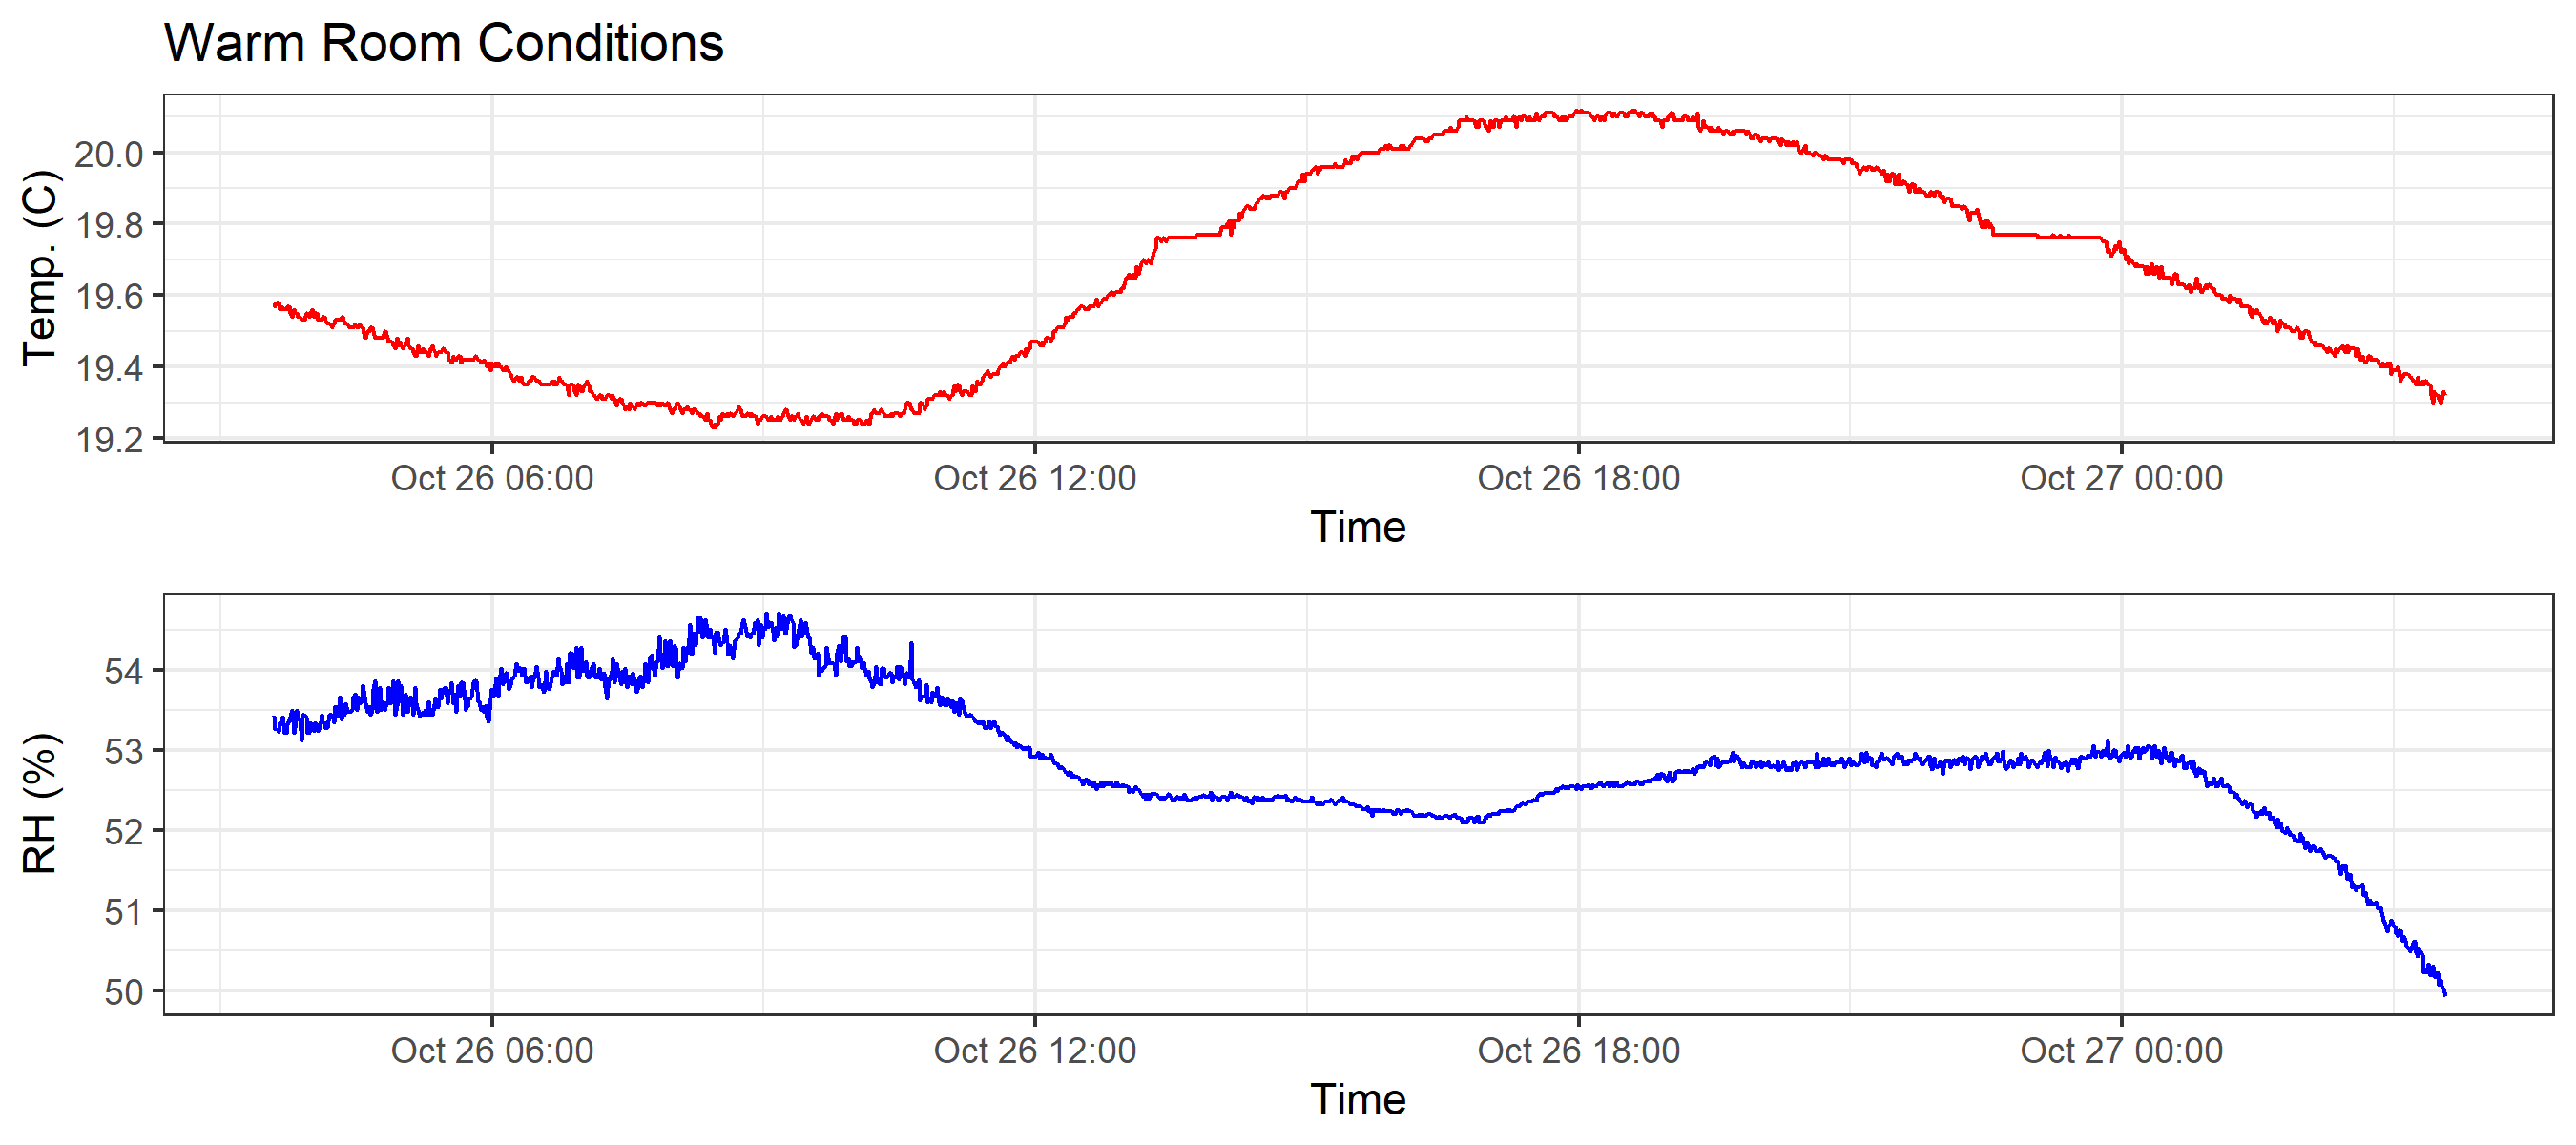 Warm Room Conditions
Temp. (C)
20.0
19.8
19.6
19.4
19.2
Oct 26 06:00 Oct 26 12:00 Oct 26 18:00 Oct 27 00:00
Time
RH (%)
54
53
52
51
50
Oct 26 06:00 Oct 26 12:00 Oct 26 18:00 Oct 27 00:00
Time